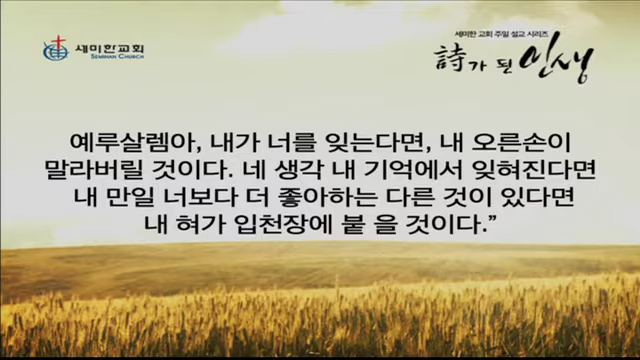 세미한교회
SEMIHAN CHURCH
세미한 교회 주일 설교 시리즈
詩가 된 인생
예루살렘아, 내가 너를 잊는다면, 내 오른손이
말라버릴 것이다. 네 생각 내 기억에서 잊혀진다면
내 만일 너보다 더 좋아하는 다른 것이 있다면
내 혀가 입천장에 붙 을 것이다.”